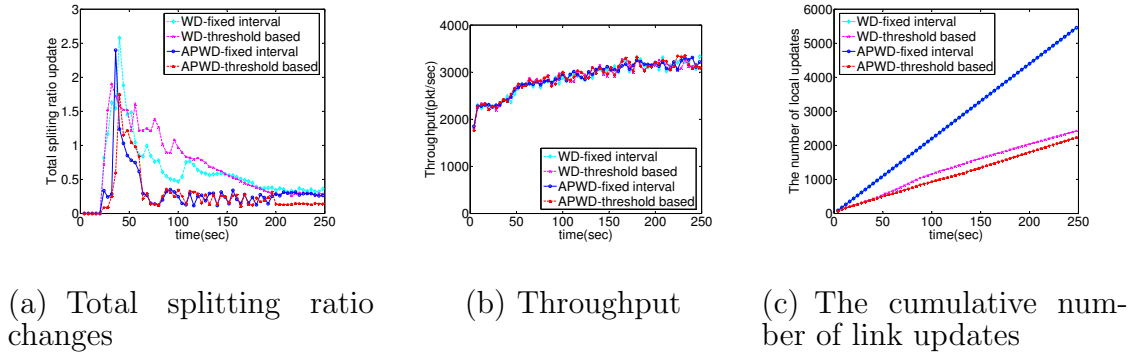 Total splitting ratio update
3
2.5
2
1.5
1
0.5
0
0 50 100 150 200 250
time(sec)
WD-fixed interval
WD-threshold based
APWD-fixed interval
APWD-threshold based
Throughput(pkt/sec)
4000
3000
2000
1000
0
0 50 100 150 200 250
time(sec)
WD-fixed interval
WD-threshold based
APWD-fixed interval
APWD-threshold based
The number of local updates
6000
5000
4000
3000
2000
1000
0
0 50 100 150 200 250
time(sec)
WD-fixed interval
WD-threshold based
APWD-fixed interval
APWD-threshold based
(a) Total splitting ratio
changes
(b) Throughput
(c) The cumulative num-
ber of link updates